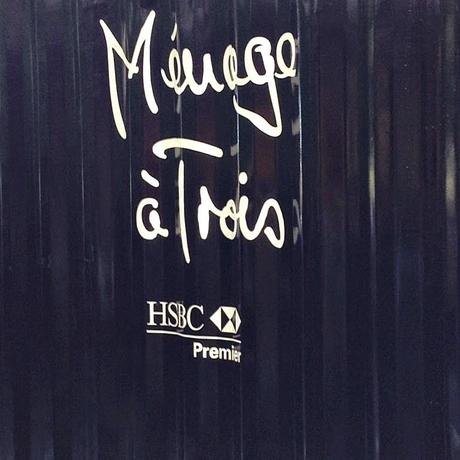 Ménage
à Trois
HSBC
Premier